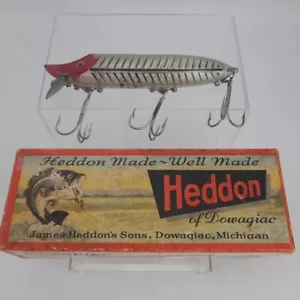 Heddon Made~Well Made
Heddon
of Dowagiac
James Heddon's Sons, Dowagiac, Michigan